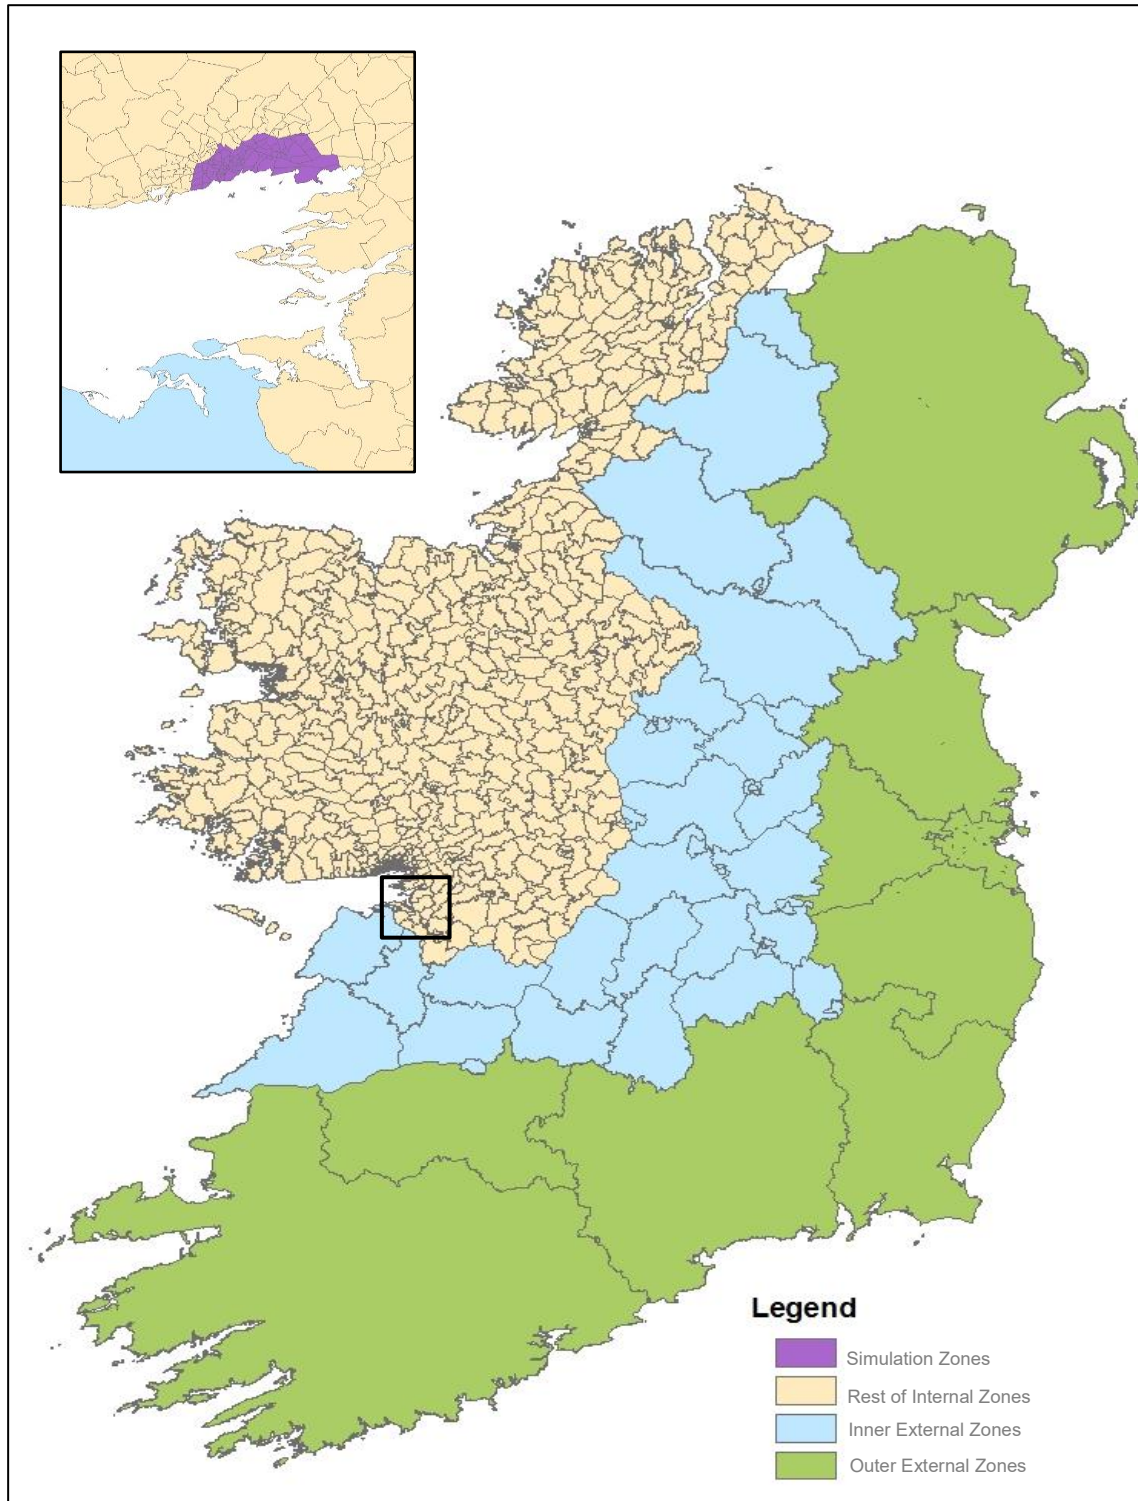 Legend
Simulation Zones
Rest of Internal Zones
Inner External Zones
Outer External Zones